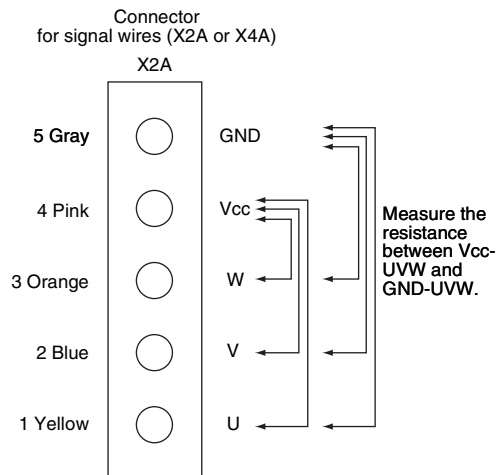 Connector
for signal wires (X2A or X4A)
X2A
5 Gray
GND
4 Pink
Vcc
3 Orange
W
2 Blue
V
1 Yellow
U
Measure the
resistance
between Vcc-
UVW and
GND-UVW.